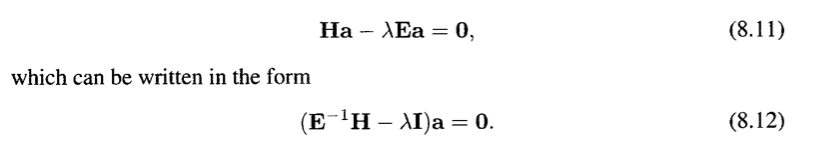 Ha − λEa = 0, (8.11)
which can be written in the form
(E⁻¹H − λI)a = 0. (8.12)